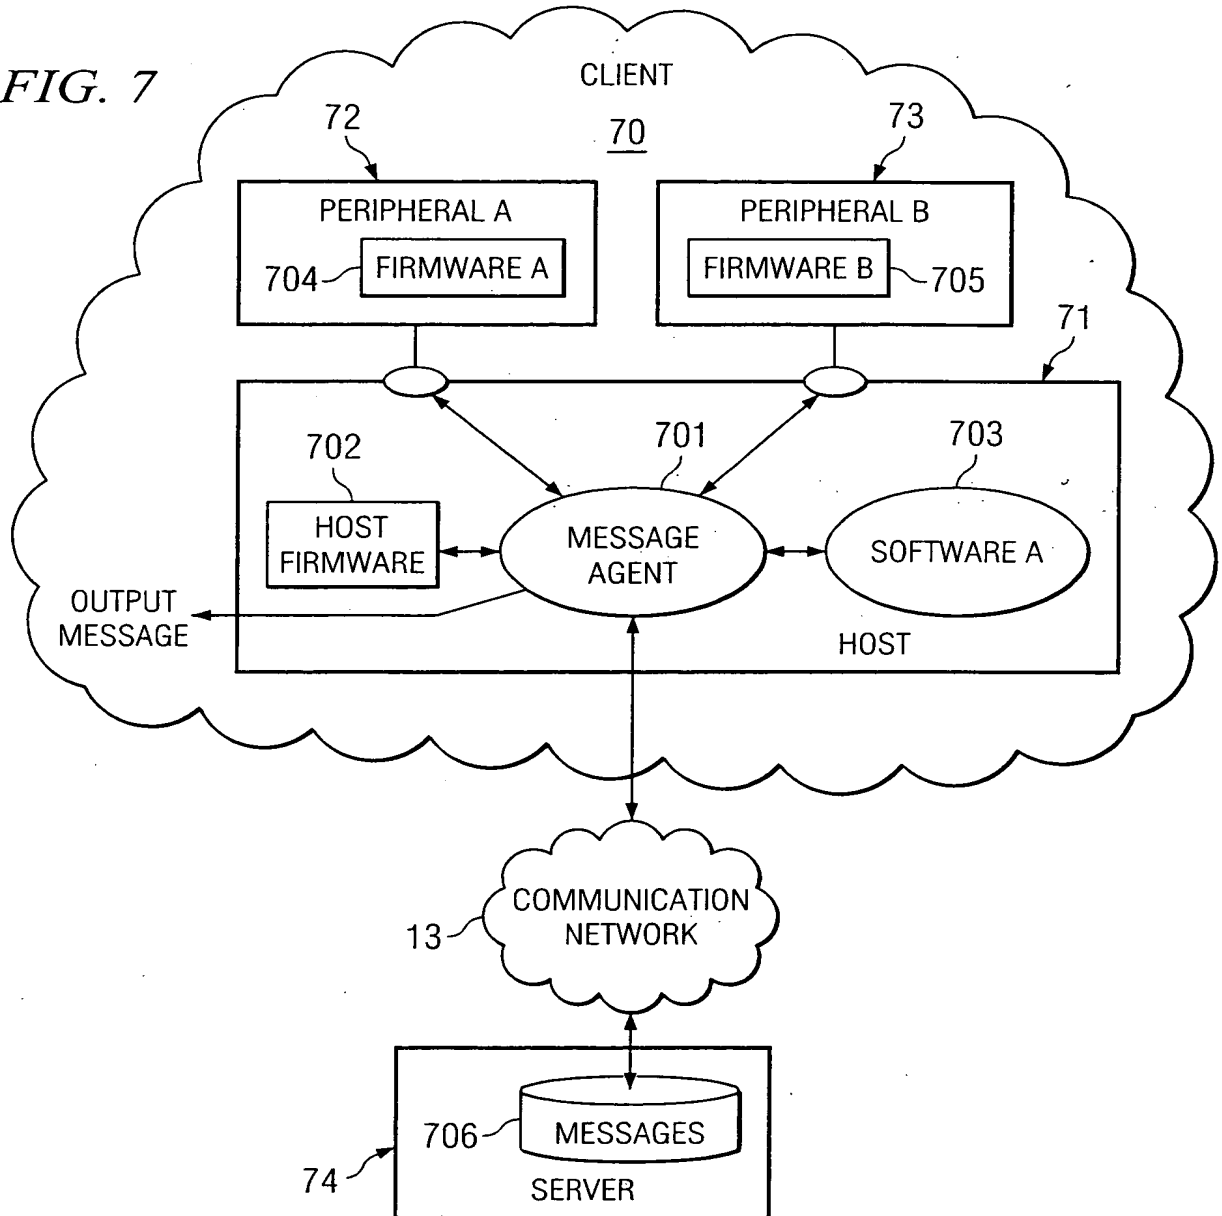 FIG. 7
CLIENT
70
72
73
PERIPHERAL A
704
FIRMWARE A
PERIPHERAL B
FIRMWARE B
705
71
702
701
703
HOST
FIRMWARE
MESSAGE
AGENT
SOFTWARE A
OUTPUT
MESSAGE
HOST
COMMUNICATION
NETWORK
13
706
MESSAGES
74
SERVER